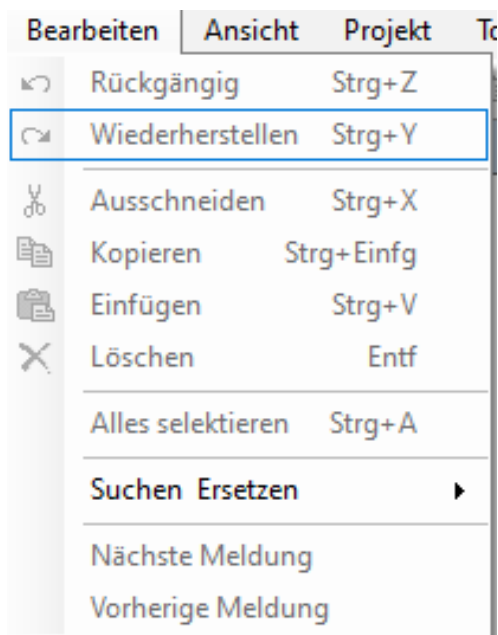 Bearbeiten Ansicht Projekt
Rückgängig Strg+Z
Wiederherstellen Strg+Y
Ausschneiden Strg+X
Kopieren Strg+Einfg
Einfügen Strg+V
Löschen Entf
Alles selektieren Strg+A
Suchen Ersetzen
Nächste Meldung
Vorherige Meldung